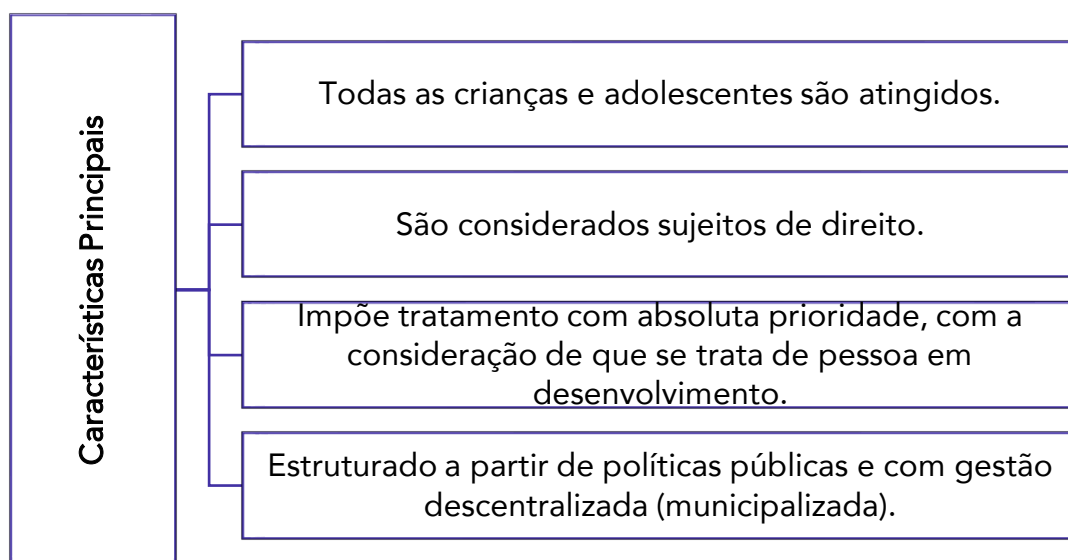 Características Principais
Todas as crianças e adolescentes são atingidos.
São considerados sujeitos de direito.
Impõe tratamento com absoluta prioridade, com a
consideração de que se trata de pessoa em
desenvolvimento.
Estruturado a partir de políticas públicas e com gestão
descentralizada (municipalizada).